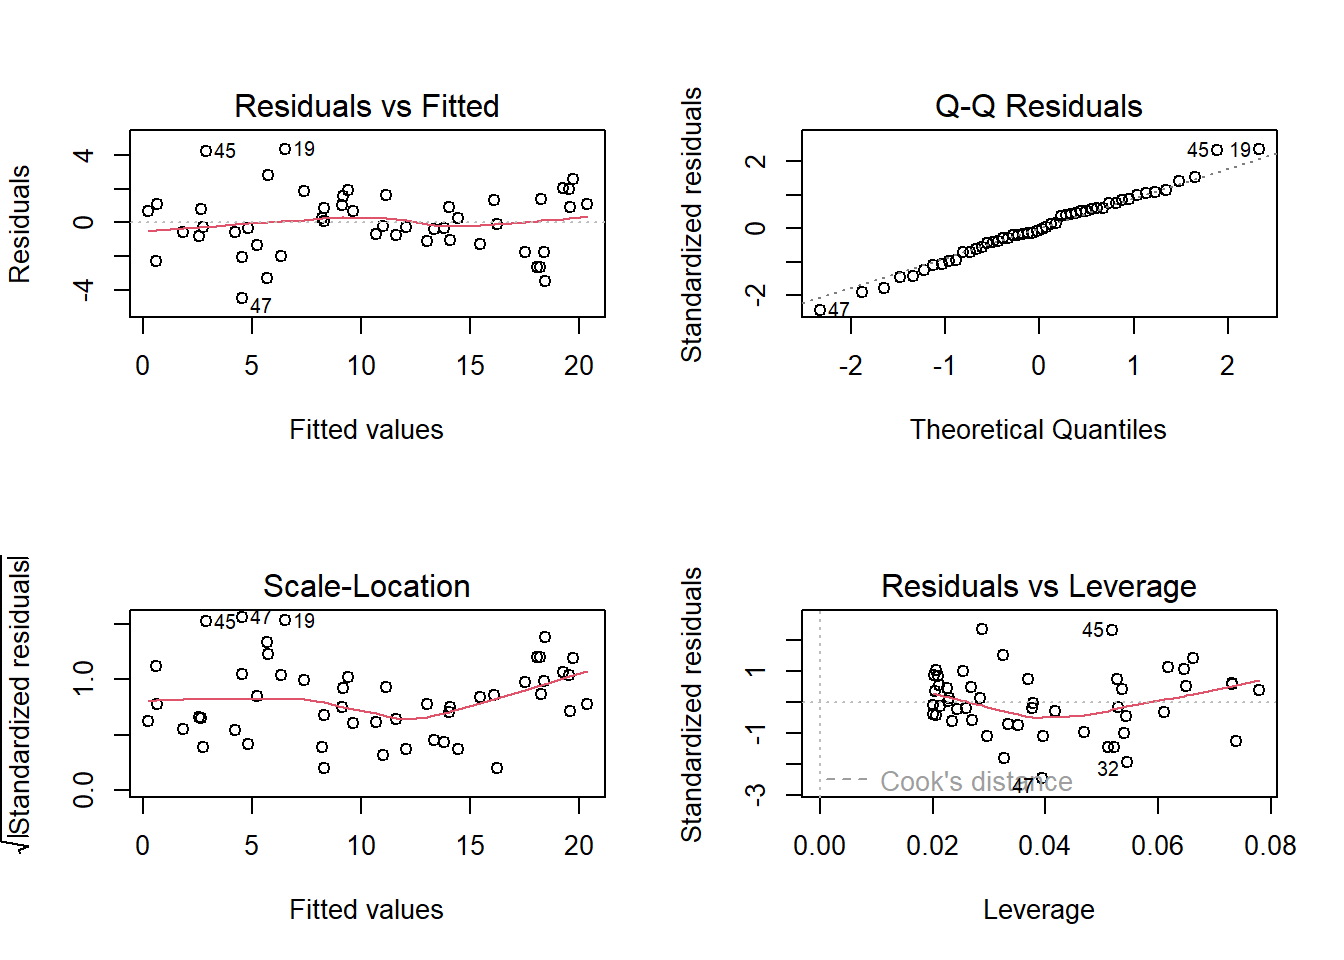 Residuals vs Fitted
Residuals
4
0
-4
45
19
47
0 5 10 15 20
Fitted values
Q-Q Residuals
Standardized residuals
2
0
-2
45 19
47
-2 -1 0 1 2
Theoretical Quantiles
Scale-Location
√|Standardized residuals|
1.0
0.0
45 47 19
0 5 10 15 20
Fitted values
Residuals vs Leverage
Standardized residuals
1
-1
-3
45
32
47
Cook's distance
0.00 0.02 0.04 0.06 0.08
Leverage